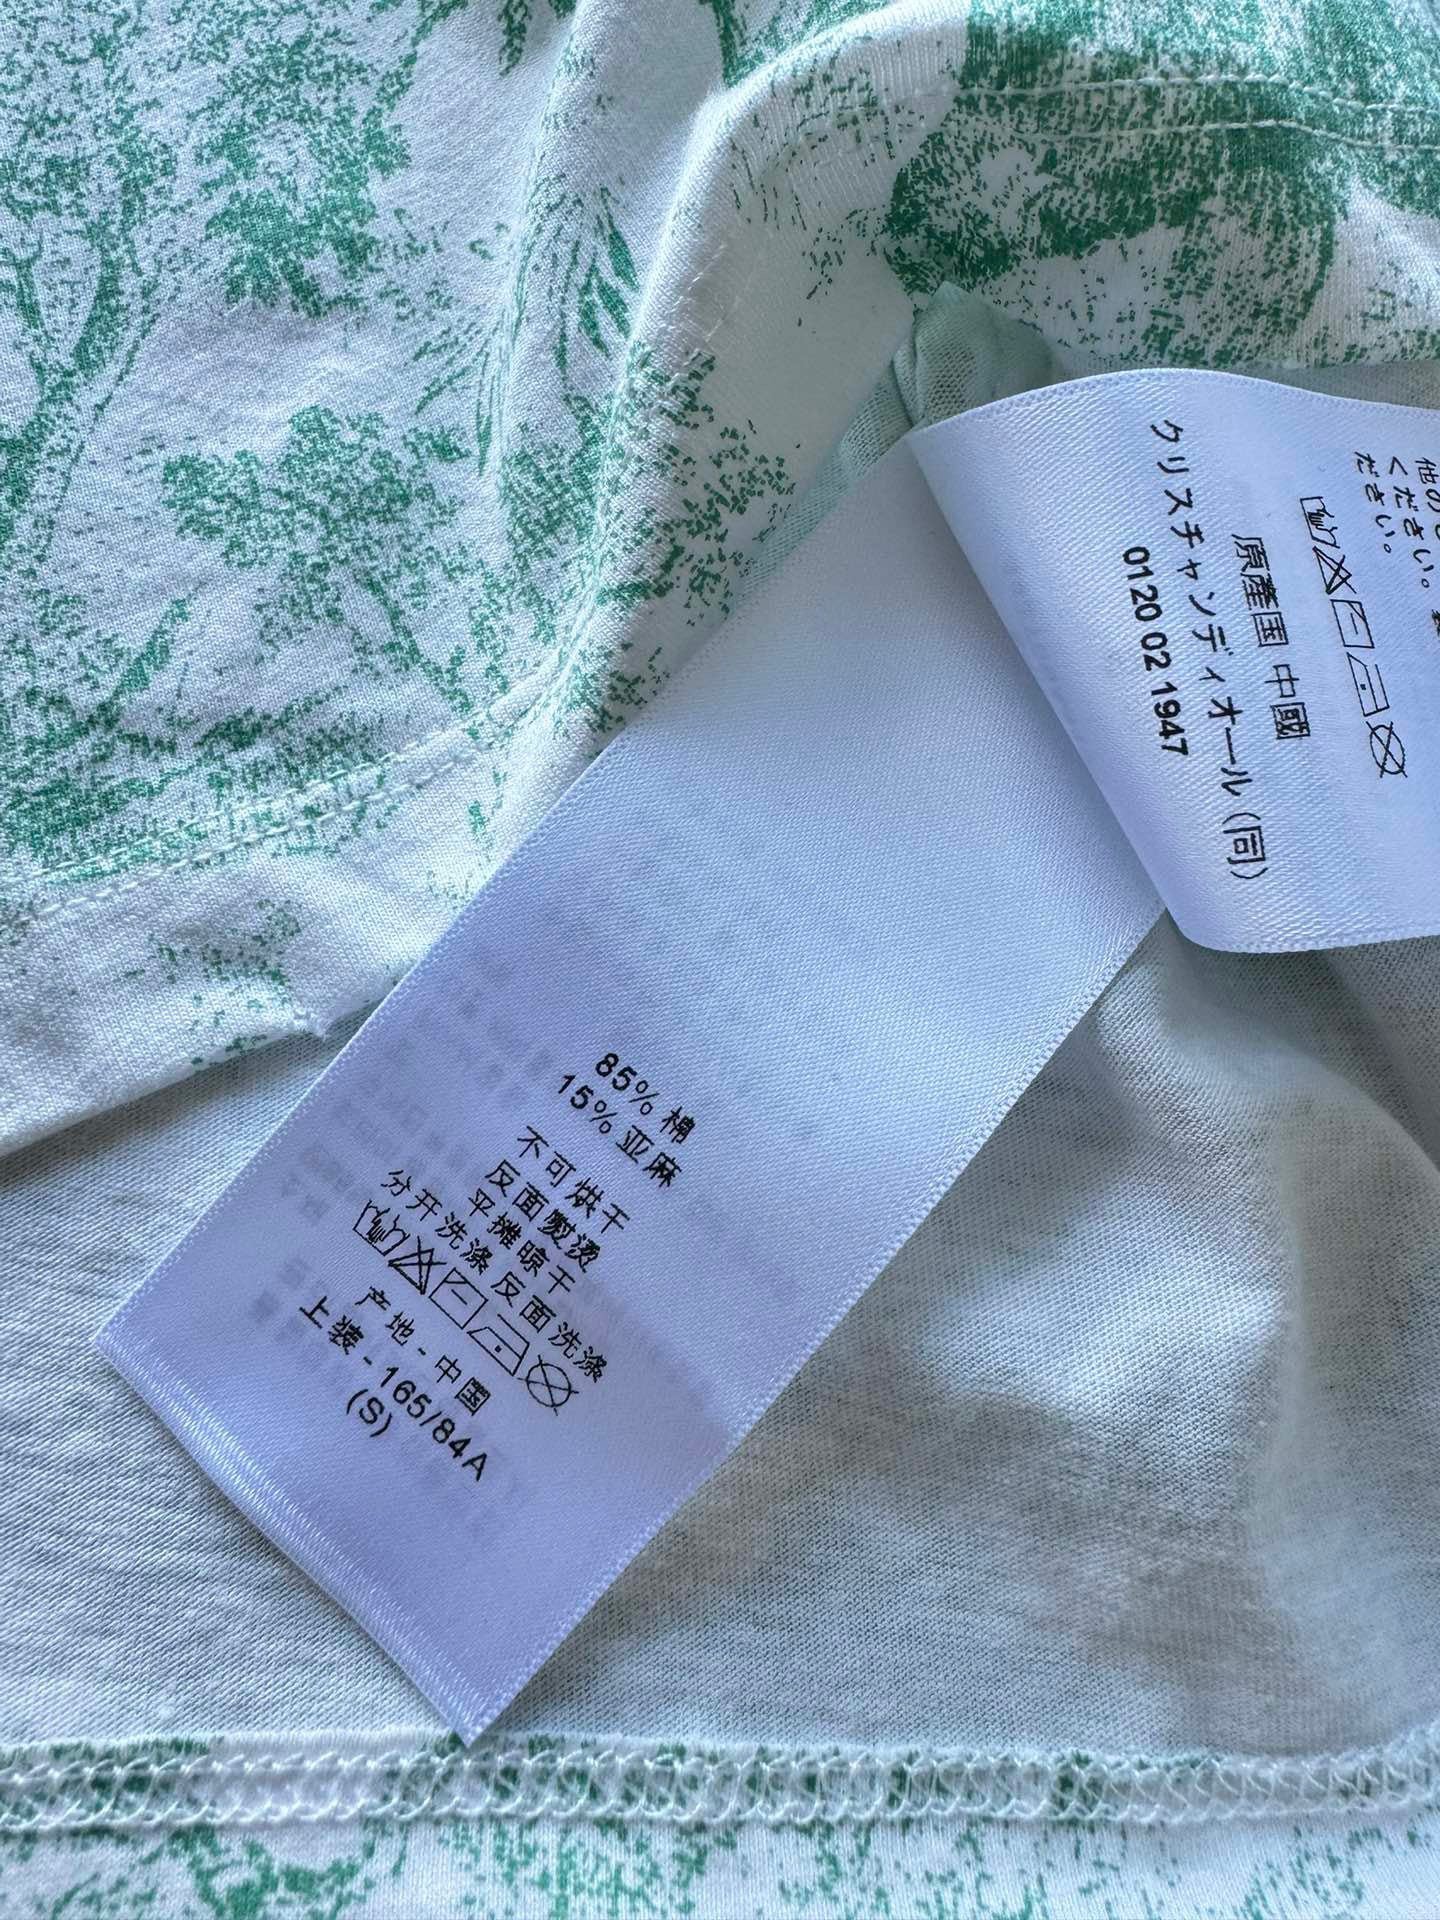 85% 棉
15% 亚麻
不可烘干
反面熨烫
平摊晾干
分开洗涤 反面洗涤
产地 - 中国
上装 - 165/84A
(S)
他の
ください。
ださい。
原産国 中國
クリスチャンディオール (同)
0120 02 1947